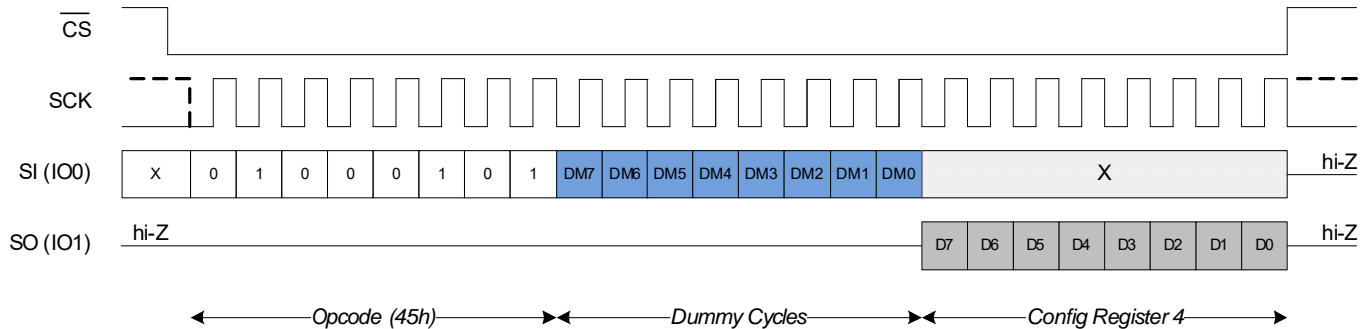 CS
SCK
SI (IO0) X 0 1 0 0 0 1 0 1 DM7 DM6 DM5 DM4 DM3 DM2 DM1 DM0 X hi-Z
SO (IO1) hi-Z D7 D6 D5 D4 D3 D2 D1 D0 hi-Z
Opcode (45h) Dummy Cycles Config Register 4